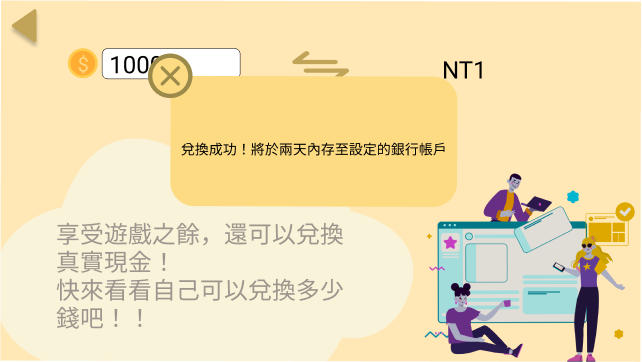 1000
NT1
兌換成功！將於兩天內存至設定的銀行帳戶
享受遊戲之餘，還可以兌換
真實現金！
快來看看自己可以兌換多少
錢吧！！